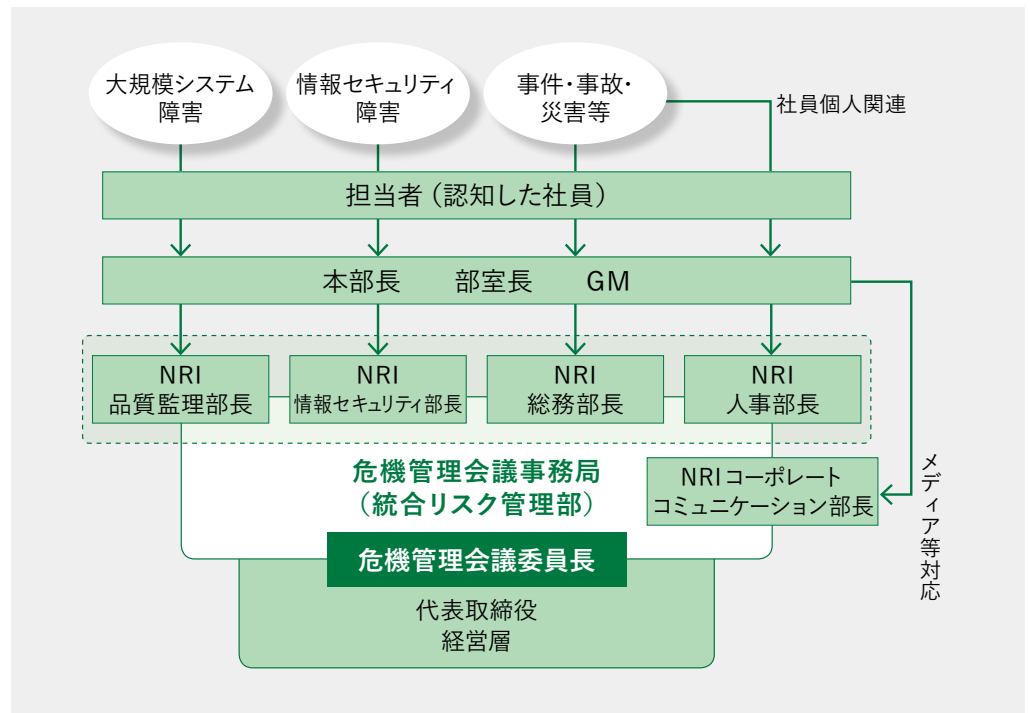 大規模システム
障害
情報セキュリティ
障害
事件・事故・
災害等
社員個人関連
担当者（認知した社員）
本部長　部室長　GM
NRI
品質監理部長
NRI
情報セキュリティ部長
NRI
総務部長
NRI
人事部長
危機管理会議事務局
（統合リスク管理部）
NRIコーポレート
コミュニケーション部長
メディア等対応
危機管理会議委員長
代表取締役
経営層